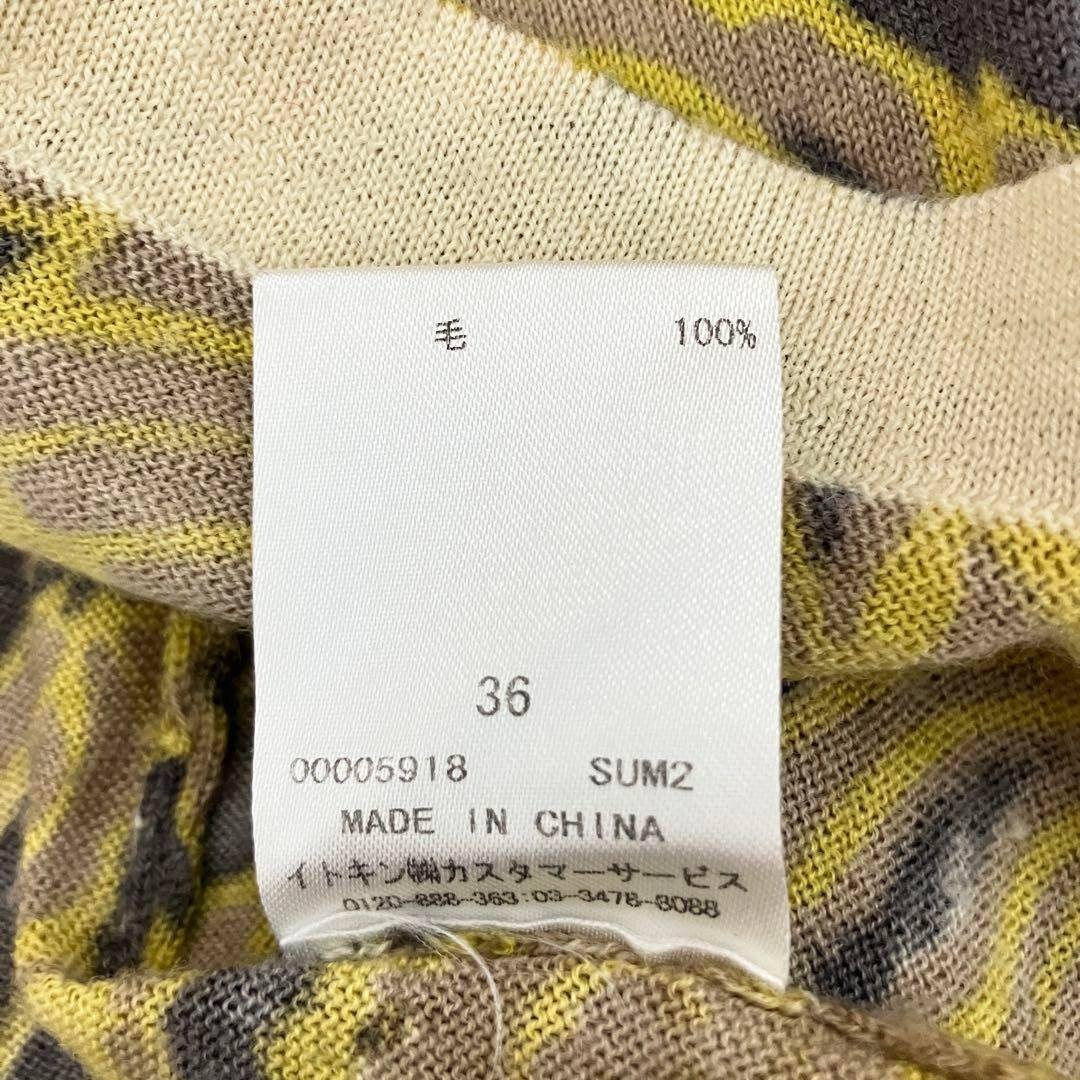 毛 100%
36
00005918 SUM2
MADE IN CHINA
イトキン㈱カスタマーサービス
0120-888-363:03-3478-8088